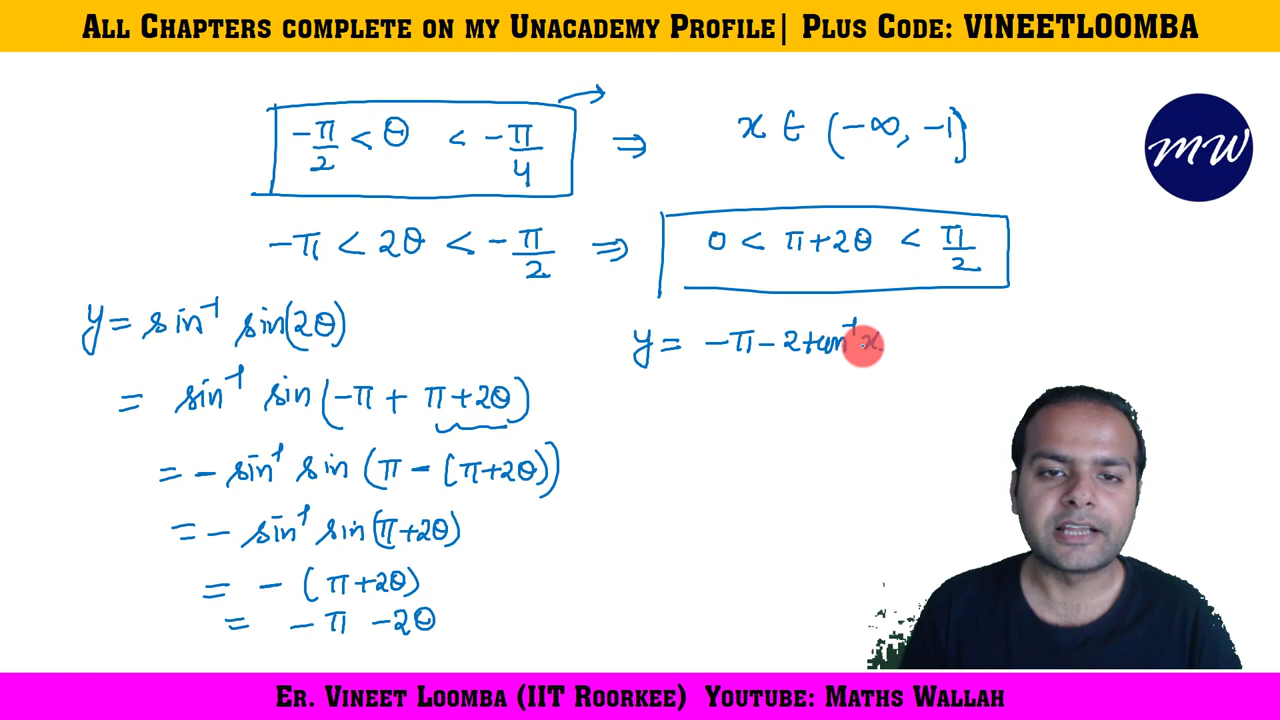 ALL CHAPTERS COMPLETE ON MY UNACADEMY PROFILE| PLUS CODE: VINEETLOOMBA
-π/2 < θ < -π/4 ⇒ x ∈ (-∞, -1)
MW
-π < 2θ < -π/2 ⇒ 0 < π+2θ < π/2
y = sin⁻¹ sin(2θ)
y = -π - 2tan⁻¹x
= sin⁻¹ sin (-π + π+2θ)
= - sin⁻¹ sin (π - (π+2θ))
= - sin⁻¹ sin(π+2θ)
= - (π+2θ)
= - π - 2θ
ER. VINEET LOOMBA (IIT ROORKEE) YOUTUBE: MATHS WALLAH